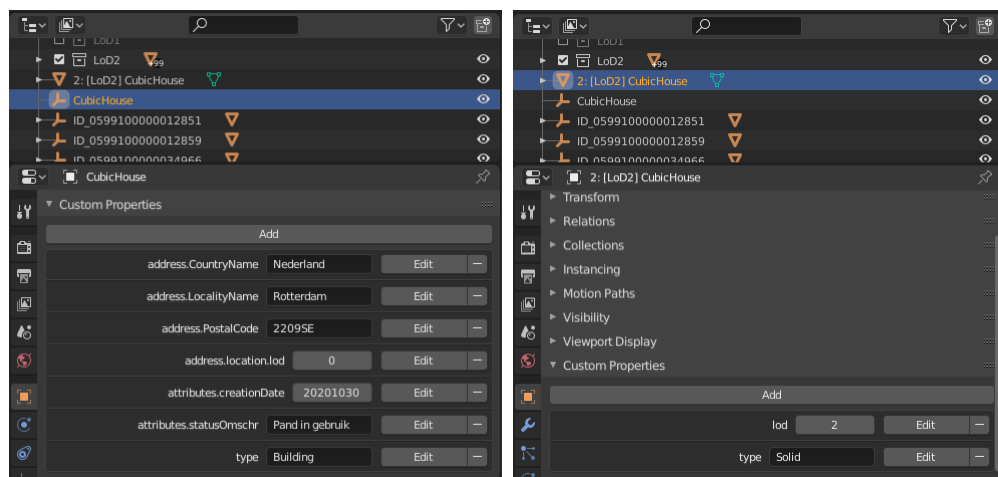 LoD1
LoD2
99
2: [LoD2] CubicHouse
CubicHouse
ID_0599100000012851
ID_0599100000012859
ID_0599100000034966
CubicHouse
Custom Properties
Add
address.CountryName Nederland Edit
address.LocalityName Rotterdam Edit
address.PostalCode 2209SE Edit
address.location.lod 0 Edit
attributes.creationDate 20201030 Edit
attributes.statusOmschr Pand in gebruik Edit
type Building Edit
LoD1
LoD2
99
2: [LoD2] CubicHouse
CubicHouse
ID_0599100000012851
ID_0599100000012859
ID_0599100000034966
2: [LoD2] CubicHouse
Transform
Relations
Collections
Instancing
Motion Paths
Visibility
Viewport Display
Custom Properties
Add
lod 2 Edit
type Solid Edit